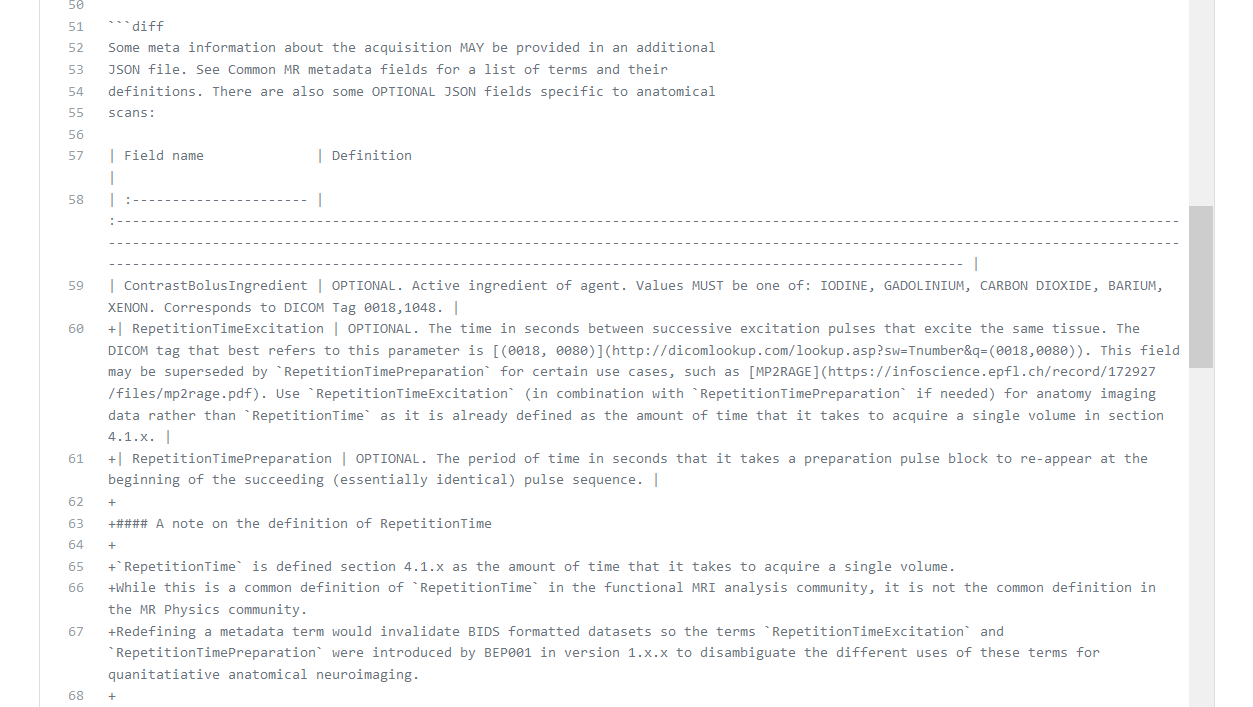 50
51 ```diff
52 Some meta information about the acquisition MAY be provided in an additional
53 JSON file. See Common MR metadata fields for a list of terms and their
54 definitions. There are also some OPTIONAL JSON fields specific to anatomical
55 scans:
56
57 | Field name | Definition
|
58 | :---------------------- |
:-------------------------------------------------------------------------------------------------------------------------------------
--------------------------------------------------------------------------------------------------------------------------------------
----------------------------------------------------------------------------------------------------------- |
59 | ContrastBolusIngredient | OPTIONAL. Active ingredient of agent. Values MUST be one of: IODINE, GADOLINIUM, CARBON DIOXIDE, BARIUM,
XENON. Corresponds to DICOM Tag 0018,1048. |
60 +| RepetitionTimeExcitation | OPTIONAL. The time in seconds between successive excitation pulses that excite the same tissue. The
DICOM tag that best refers to this parameter is [(0018, 0080)](http://dicomlookup.com/lookup.asp?sw=Tnumber&q=(0018,0080)). This field
may be superseded by `RepetitionTimePreparation` for certain use cases, such as [MP2RAGE](https://infoscience.epfl.ch/record/172927
/files/mp2rage.pdf). Use `RepetitionTimeExcitation` (in combination with `RepetitionTimePreparation` if needed) for anatomy imaging
data rather than `RepetitionTime` as it is already defined as the amount of time that it takes to acquire a single volume in section
4.1.x. |
61 +| RepetitionTimePreparation | OPTIONAL. The period of time in seconds that it takes a preparation pulse block to re-appear at the
beginning of the succeeding (essentially identical) pulse sequence. |
62 +
63 +#### A note on the definition of RepetitionTime
64 +
65 +`RepetitionTime` is defined section 4.1.x as the amount of time that it takes to acquire a single volume.
66 +While this is a common definition of `RepetitionTime` in the functional MRI analysis community, it is not the common definition in
the MR Physics community.
67 +Redefining a metadata term would invalidate BIDS formatted datasets so the terms `RepetitionTimeExcitation` and
`RepetitionTimePreparation` were introduced by BEP001 in version 1.x.x to disambiguate the different uses of these terms for
quanatiative anatomical neuroimaging.
68 +